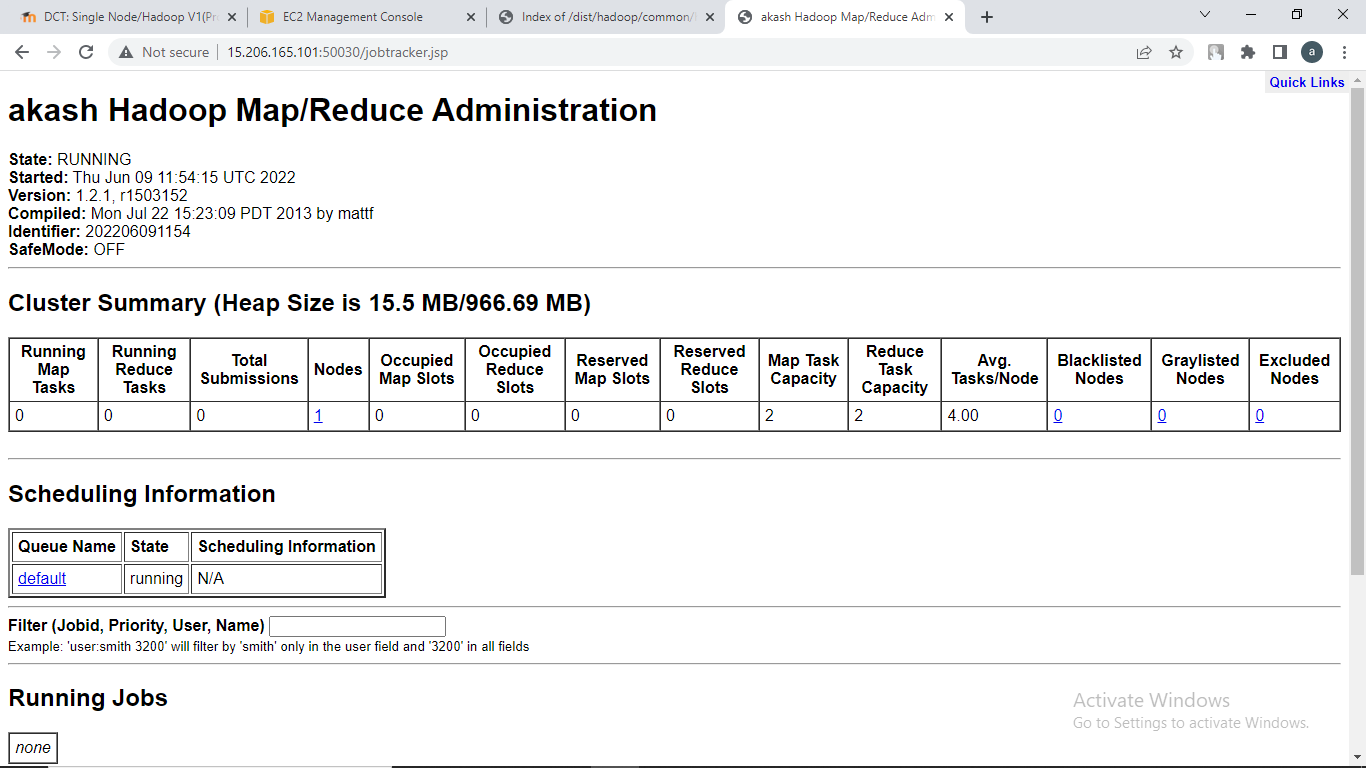 DCT: Single Node/Hadoop V1(Pr
EC2 Management Console
Index of /dist/hadoop/common/
akash Hadoop Map/Reduce Adm
Not secure
15.206.165.101:50030/jobtracker.jsp
a
Quick Links
akash Hadoop Map/Reduce Administration
State: RUNNING
Started: Thu Jun 09 11:54:15 UTC 2022
Version: 1.2.1, r1503152
Compiled: Mon Jul 22 15:23:09 PDT 2013 by mattf
Identifier: 202206091154
SafeMode: OFF
Cluster Summary (Heap Size is 15.5 MB/966.69 MB)
Running Map Tasks Running Reduce Tasks Total Submissions Nodes Occupied Map Slots Occupied Reduce Slots Reserved Map Slots Reserved Reduce Slots Map Task Capacity Reduce Task Capacity Avg. Tasks/Node Blacklisted Nodes Graylisted Nodes Excluded Nodes
0 0 0 1 0 0 0 0 2 2 4.00 0 0 0
Scheduling Information
Queue Name State Scheduling Information
default running N/A
Filter (Jobid, Priority, User, Name)
Example: 'user:smith 3200' will filter by 'smith' only in the user field and '3200' in all fields
Running Jobs
none
Activate Windows
Go to Settings to activate Windows.